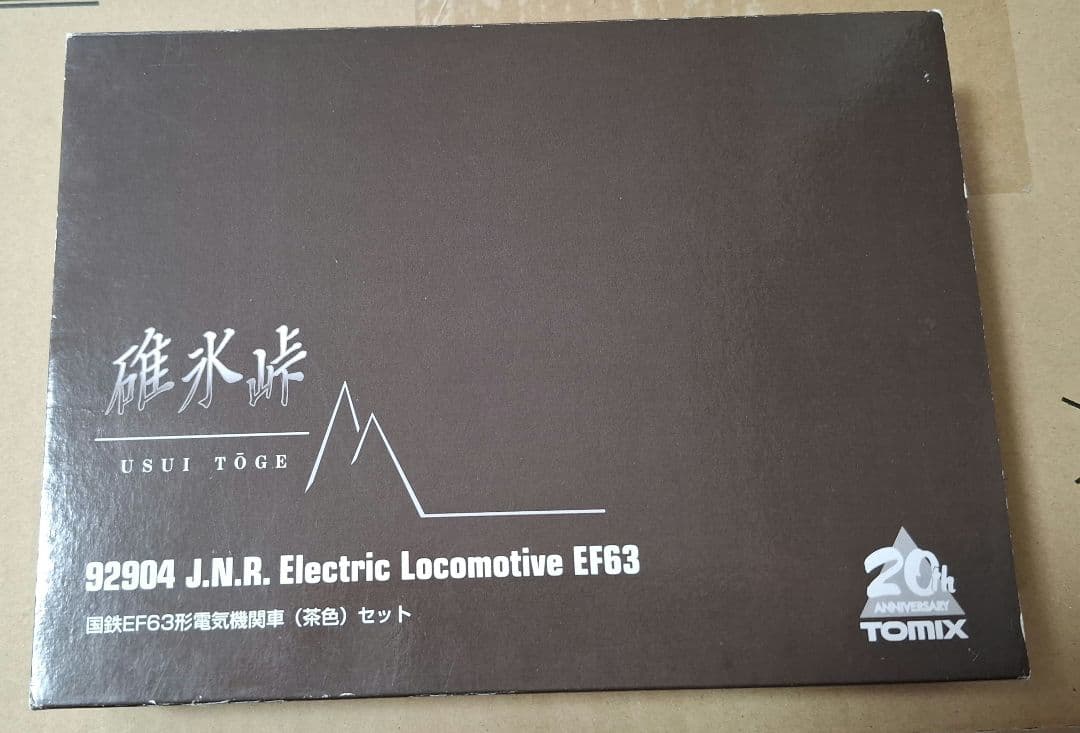 碓氷峠
USUI TŌGE
92904 J.N.R. Electric Locomotive EF63
国鉄EF63形電気機関車（茶色）セット
20th
ANNIVERSARY
TOMIX